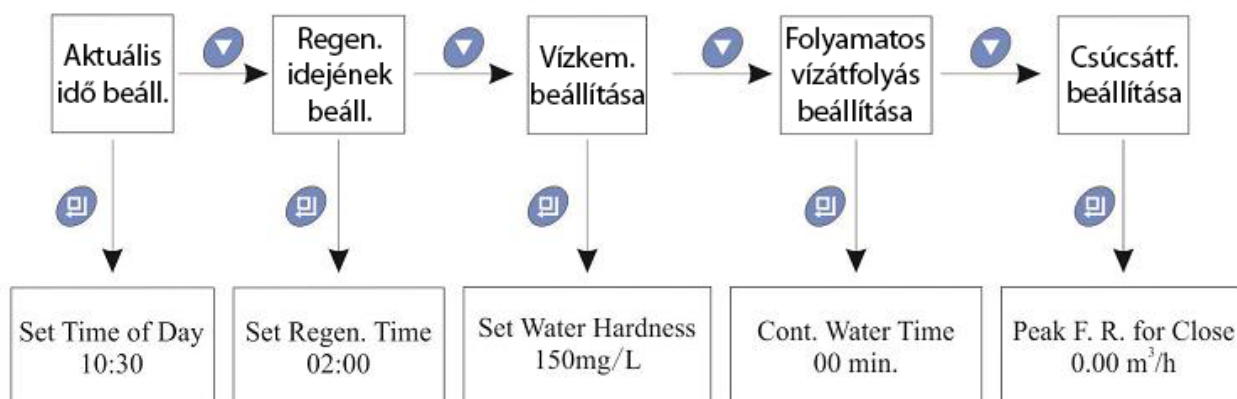 Aktuális
idő beáll.
Regen.
idejének
beáll.
Vízkem.
beállítása
Folyamatos
vízátfolyás
beállítása
Csúcsátf.
beállítása
Set Time of Day
10:30
Set Regen. Time
02:00
Set Water Hardness
150mg/L
Cont. Water Time
00 min.
Peak F. R. for Close
0.00 m³/h